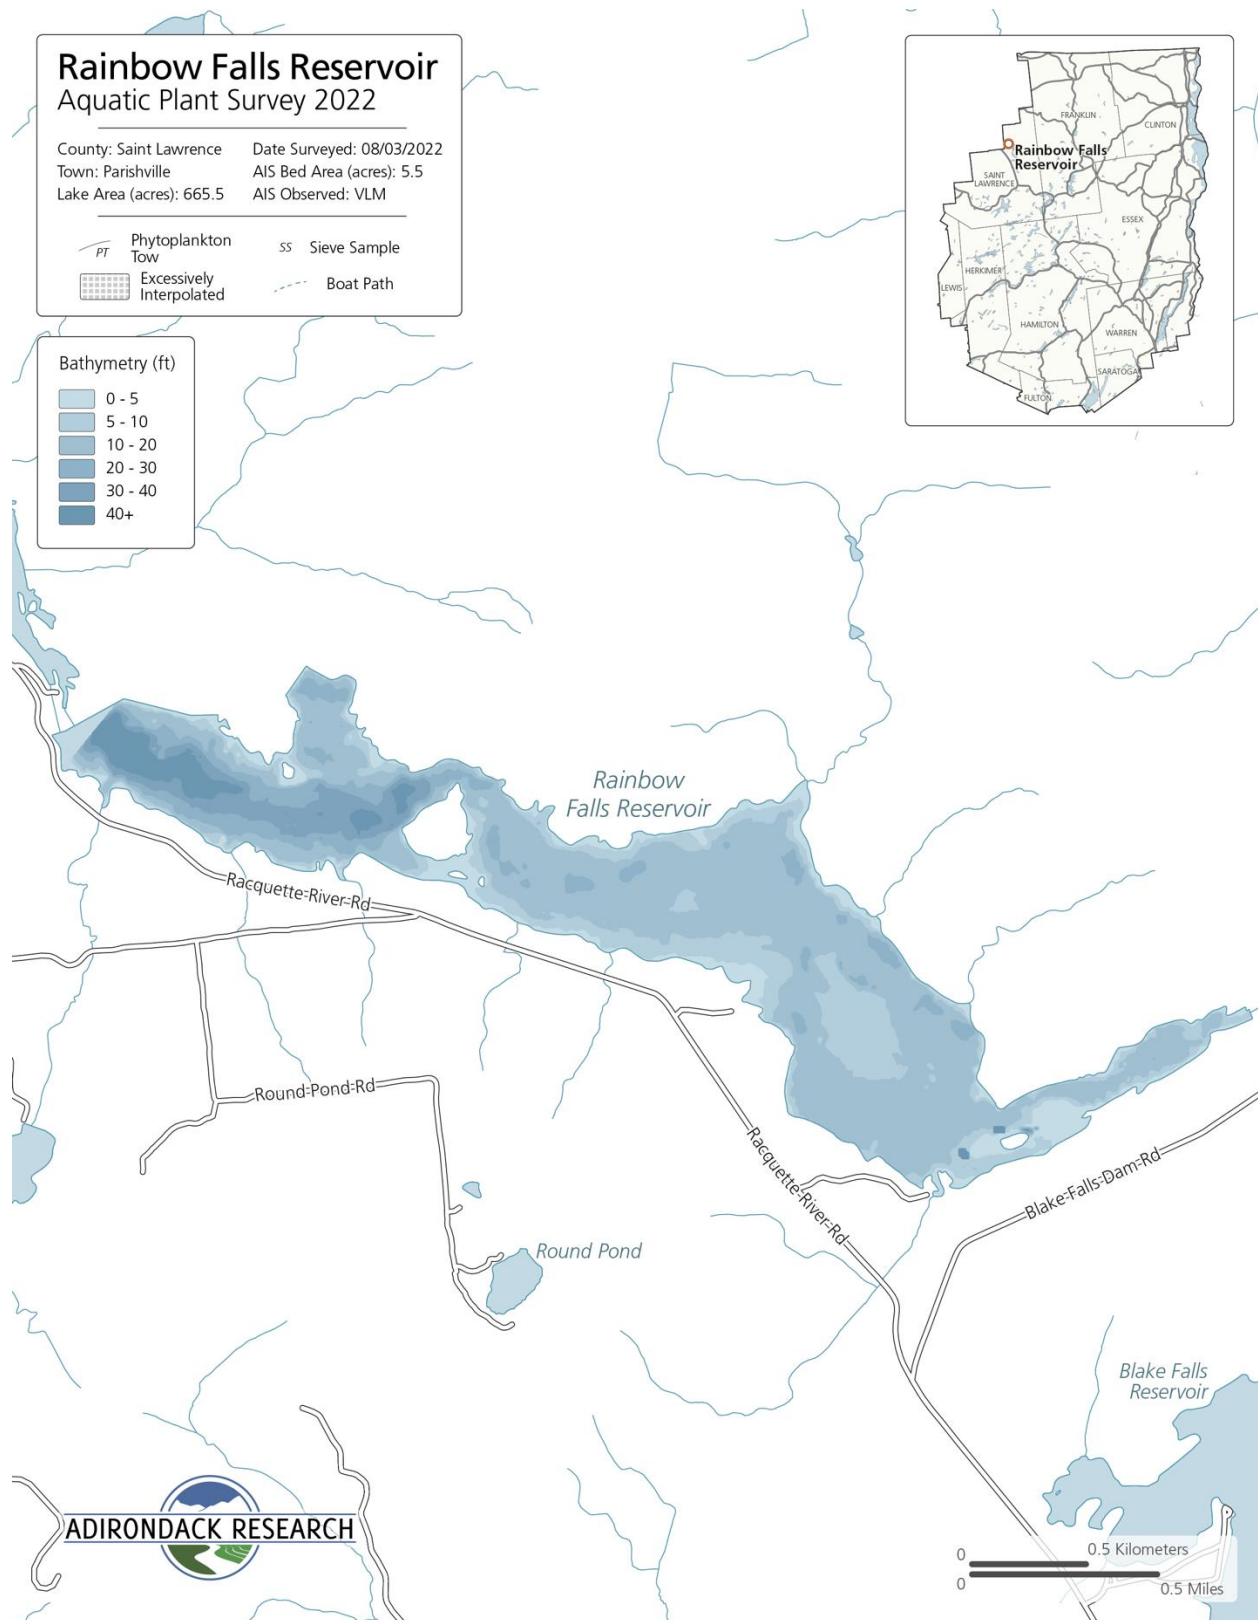 Rainbow Falls Reservoir
Aquatic Plant Survey 2022
County: Saint Lawrence
Date Surveyed: 08/03/2022
Town: Parishville
AIS Bed Area (acres): 5.5
Lake Area (acres): 665.5
AIS Observed: VLM
PT
Phytoplankton
Tow
SS
Sieve Sample
Excessively
Interpolated
Boat Path
Bathymetry (ft)
0 - 5
5 - 10
10 - 20
20 - 30
30 - 40
40+
FRANKLIN
CLINTON
Rainbow Falls
Reservoir
SAINT
LAWRENCE
ESSEX
HERKIMER
LEWIS
HAMILTON
WARREN
SARATOGA
FULTON
Rainbow
Falls Reservoir
Racquette-River-Rd
Round-Pond-Rd
Racquette-River-Rd
Blake-Falls-Dam-Rd
Round Pond
Blake Falls
Reservoir
ADIRONDACK RESEARCH
0
0.5 Kilometers
0
0.5 Miles